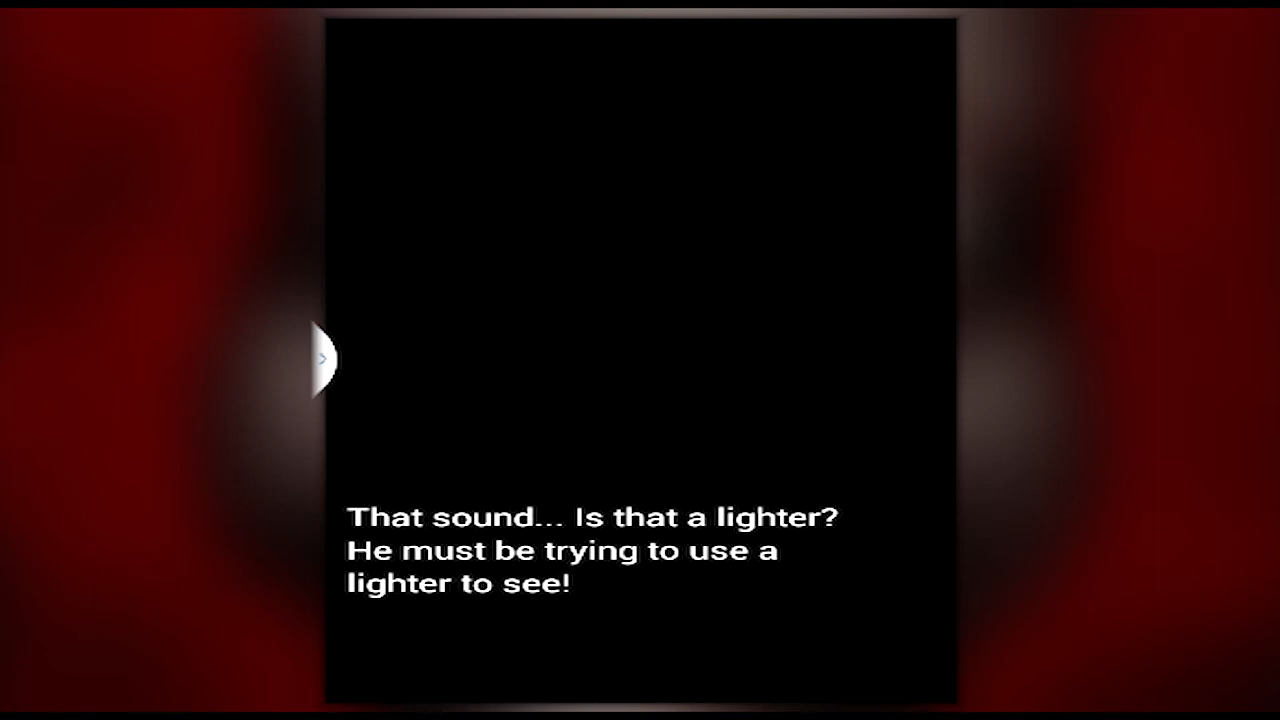 That sound... Is that a lighter?
He must be trying to use a
lighter to see!